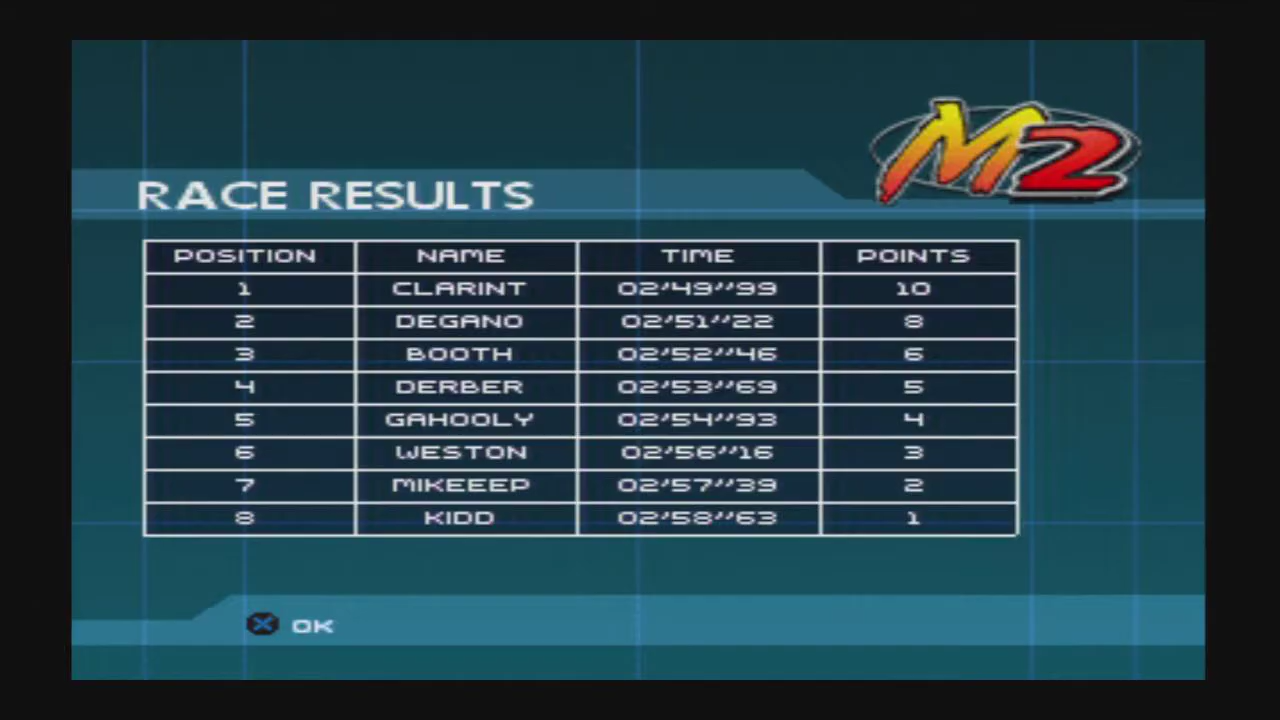 M2
RACE RESULTS
POSITION NAME TIME POINTS
1 CLARINT 02'49''99 10
2 DEGANO 02'51''22 8
3 BOOTH 02'52''46 6
4 DERBER 02'53''69 5
5 GAHOOLY 02'54''93 4
6 WESTON 02'56''16 3
7 MIKEEEP 02'57''39 2
8 KIDD 02'58''63 1
OK